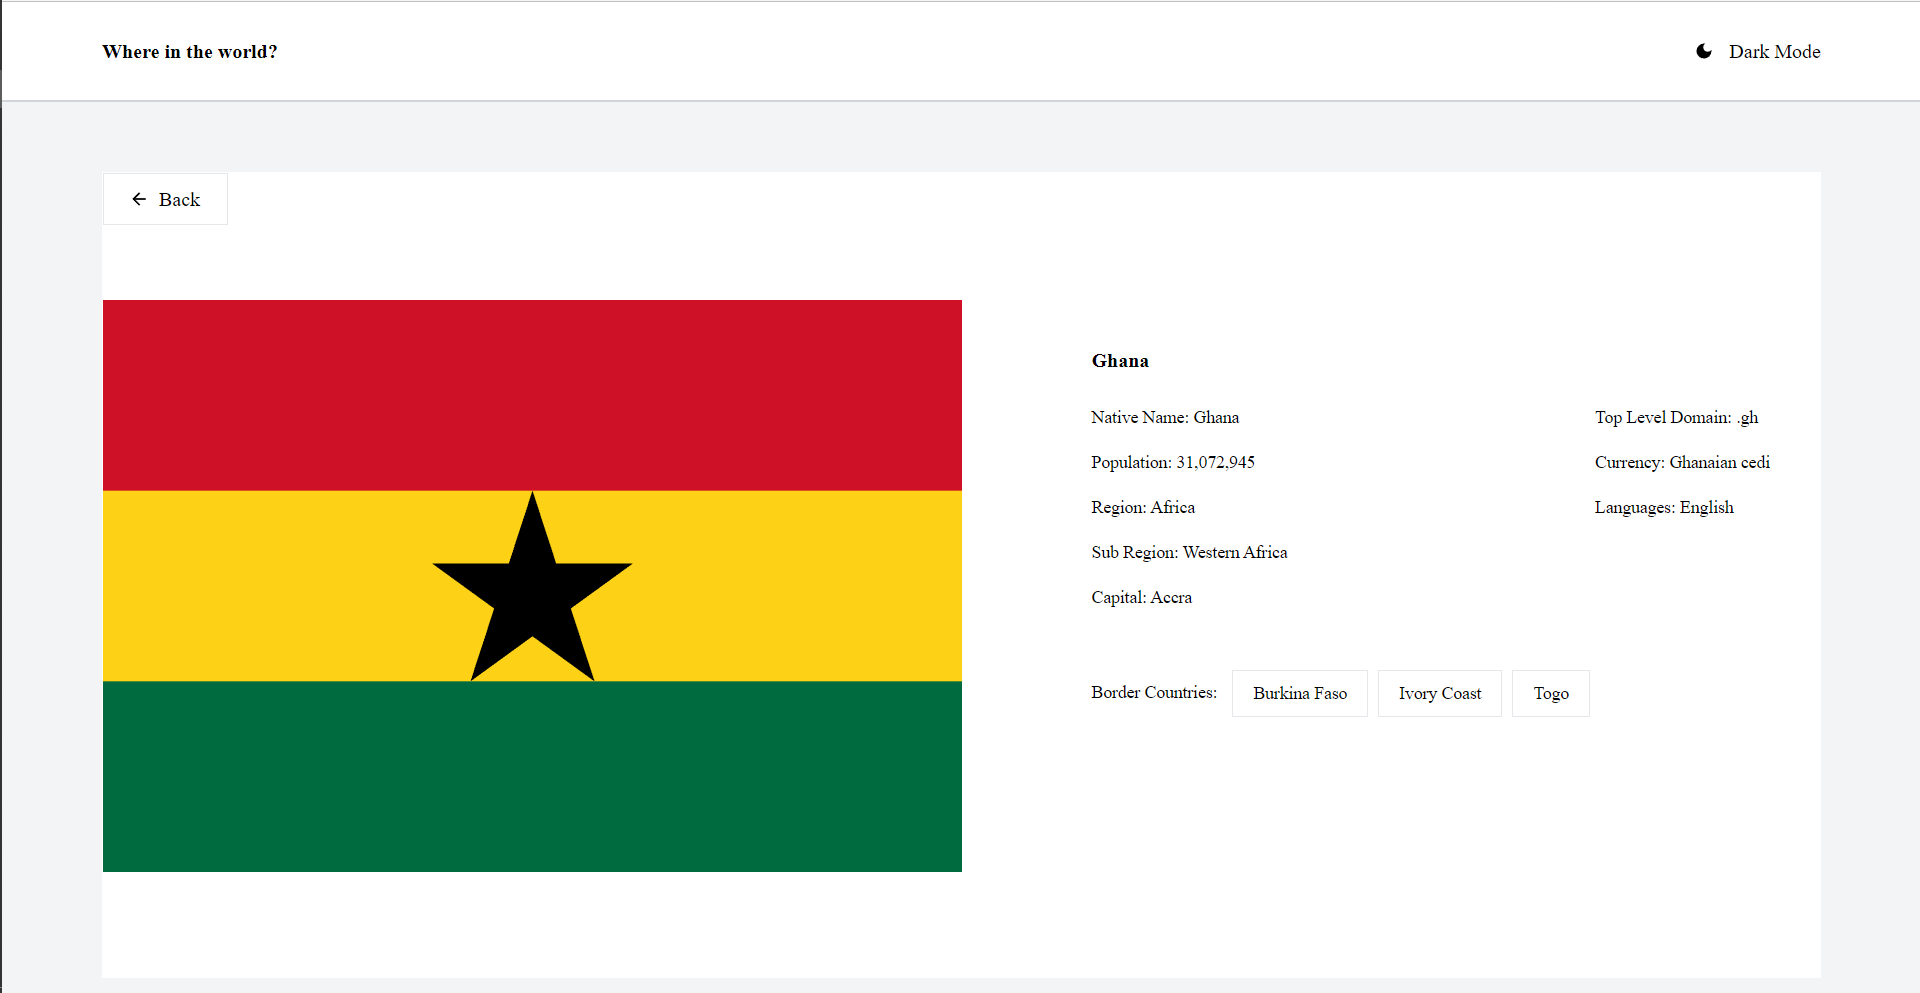 Where in the world?
Dark Mode
Back
Ghana
Native Name: Ghana
Population: 31,072,945
Region: Africa
Sub Region: Western Africa
Capital: Accra
Top Level Domain: .gh
Currency: Ghanaian cedi
Languages: English
Border Countries: Burkina Faso Ivory Coast Togo